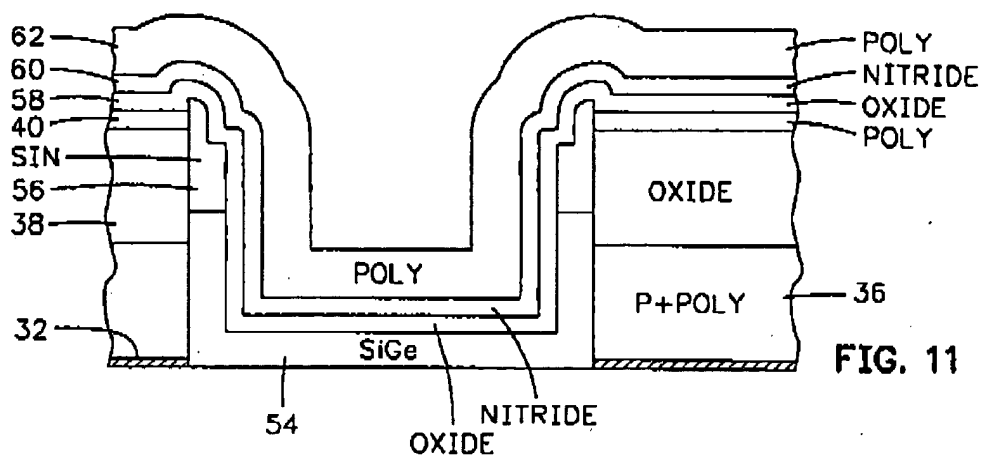 62
60
58
40
SIN
56
38
32
POLY
NITRIDE
OXIDE
POLY
OXIDE
P+POLY
36
POLY
SiGe
54
NITRIDE
OXIDE
FIG. 11